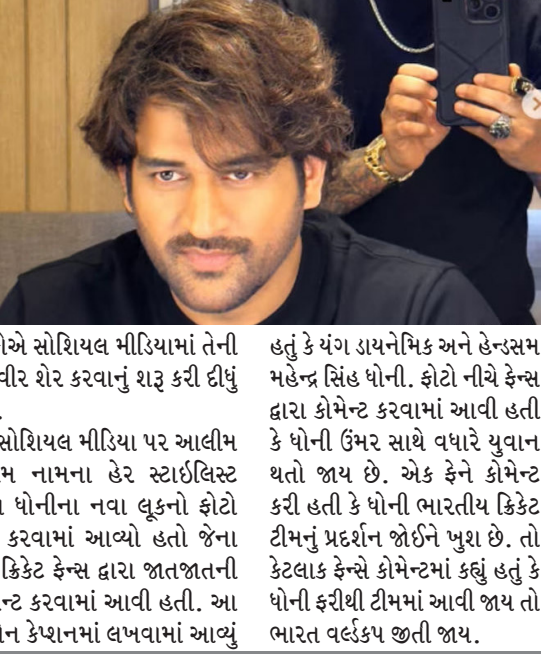 સોશિયલ મીડિયામાં તેની
શેર કરવાનું શરૂ કરી દીધું
.
સોશિયલ મીડિયા પર આલીમ
નામના હેર સ્ટાઇલિસ્ટ
ધોનીના નવા લૂકનો ફોટો
કરવામાં આવ્યો હતો જેના
ક્રિકેટ ફેન્સ દ્વારા જાતજાતની
કરવામાં આવી હતી. આ
કેપ્શનમાં લખવામાં આવ્યું
હતું કે યંગ ડાયનેમિક અને હેન્ડસમ
મહેન્દ્ર સિંહ ધોની. ફોટો નીચે ફેન્સ
દ્વારા કોમેન્ટ કરવામાં આવી હતી
કે ધોની ઉંમર સાથે વધારે યુવાન
થતો જાય છે. એક ફેને કોમેન્ટ
કરી હતી કે ધોની ભારતીય ક્રિકેટ
ટીમનું પ્રદર્શન જોઈને ખુશ છે. તો
કેટલાક ફેન્સે કોમેન્ટમાં કહ્યું હતું કે
ધોની ફરીથી ટીમમાં આવી જાય તો
ભારત વર્લ્ડકપ જીતી જાય.